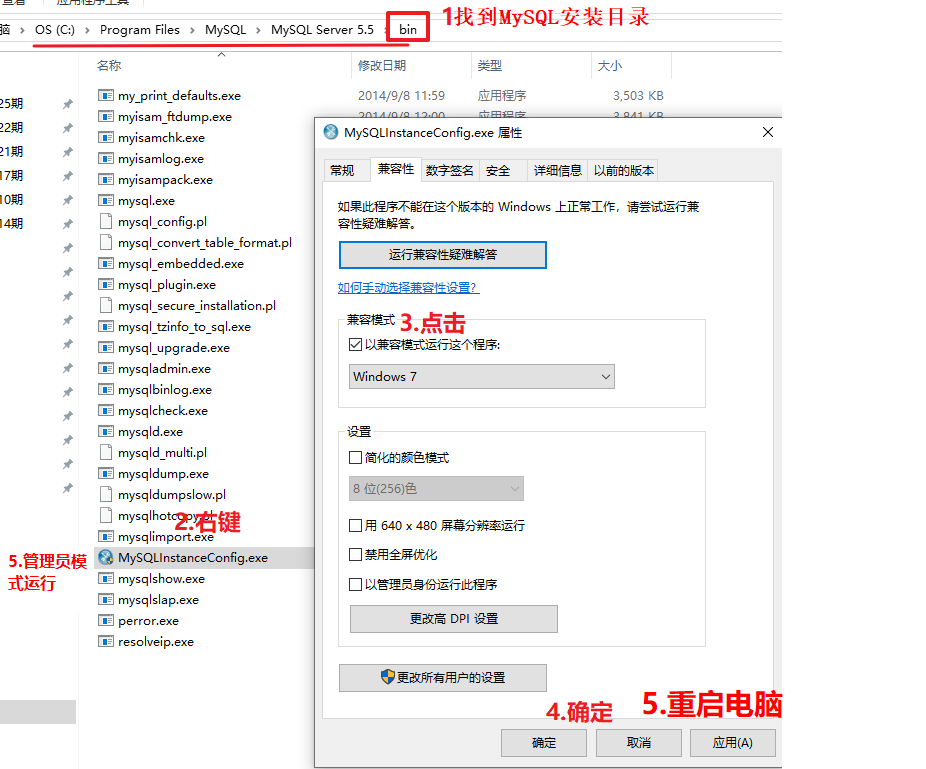 查看 应用程序工具
1找到MySQL安装目录
脑 › OS (C:) › Program Files › MySQL › MySQL Server 5.5 › bin
名称 修改日期 类型 大小
25期
22期
21期
17期
10期
14期
my_print_defaults.exe 2014/9/8 11:59 应用程序 3,503 KB
myisam_ftdump.exe 2014/9/8 12:00 应用程序 3,841 KB
myisamchk.exe
myisamlog.exe
myisampack.exe
mysql.exe
mysql_config.pl
mysql_convert_table_format.pl
mysql_embedded.exe
mysql_plugin.exe
mysql_secure_installation.pl
mysql_tzinfo_to_sql.exe
mysql_upgrade.exe
mysqladmin.exe
mysqlbinlog.exe
mysqlcheck.exe
mysqld.exe
mysqld_multi.pl
mysqldump.exe
mysqldumpslow.pl
mysqlhotcopy.pl
2.右键
mysqlimport.exe
MySQLInstanceConfig.exe
5.管理员模
式运行
mysqlshow.exe
mysqlslap.exe
perror.exe
resolveip.exe
MySQLInstanceConfig.exe 属性
常规 兼容性 数字签名 安全 详细信息 以前的版本
如果此程序不能在这个版本的 Windows 上正常工作，请尝试运行兼
容性疑难解答。
运行兼容性疑难解答
如何手动选择兼容性设置?
兼容模式
3.点击
以兼容模式运行这个程序:
Windows 7
设置
简化的颜色模式
8 位(256)色
用 640 x 480 屏幕分辨率运行
禁用全屏优化
以管理员身份运行此程序
更改高 DPI 设置
更改所有用户的设置
4.确定
5.重启电脑
确定 取消 应用(A)